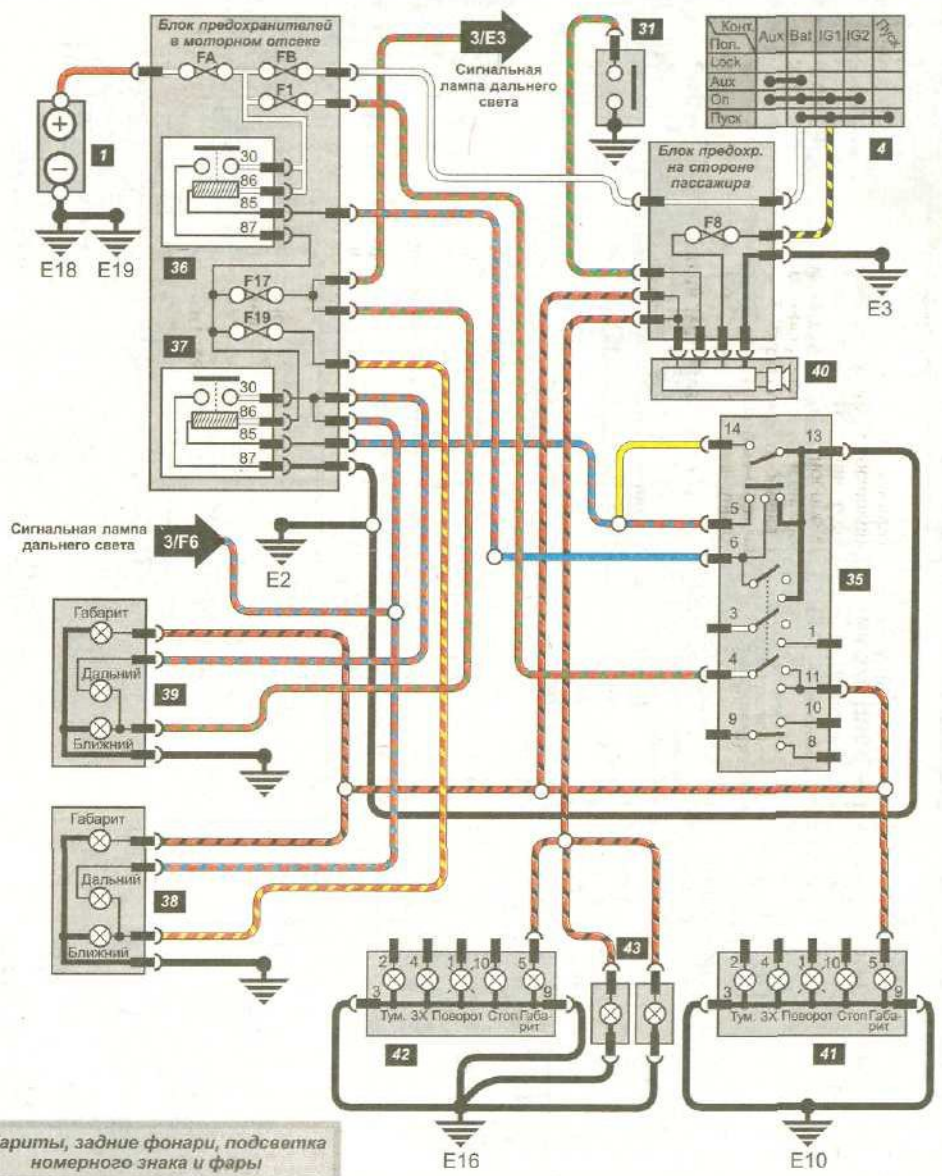 Блок предохранителей
в моторном отсеке
FA
FB
F1
3/E3
Сигнальная
лампа дальнего
света
31
Конт.
Пол.
Aux
Bat
IG1
IG2
Пуск
Lock
Aux
On
Пуск
4
1
E18
E19
30
86
85
87
36
Блок предохр.
на стороне
пассажира
F8
E3
F17
F19
37
30
86
85
87
40
14
13
5
6
35
3
1
4
11
10
9
8
Сигнальная лампа
дальнего света
3/F6
E2
Габарит
Дальний
39
Ближний
Габарит
Дальний
38
Ближний
43
2
4
1
10
5
3
9
Тум.
ЗХ
Поворот
Стоп
Габа-
рит
42
2
4
1
10
5
3
9
Тум.
ЗХ
Поворот
Стоп
Габа-
рит
41
E16
E10
ариты, задние фонари, подсветка
номерного знака и фары